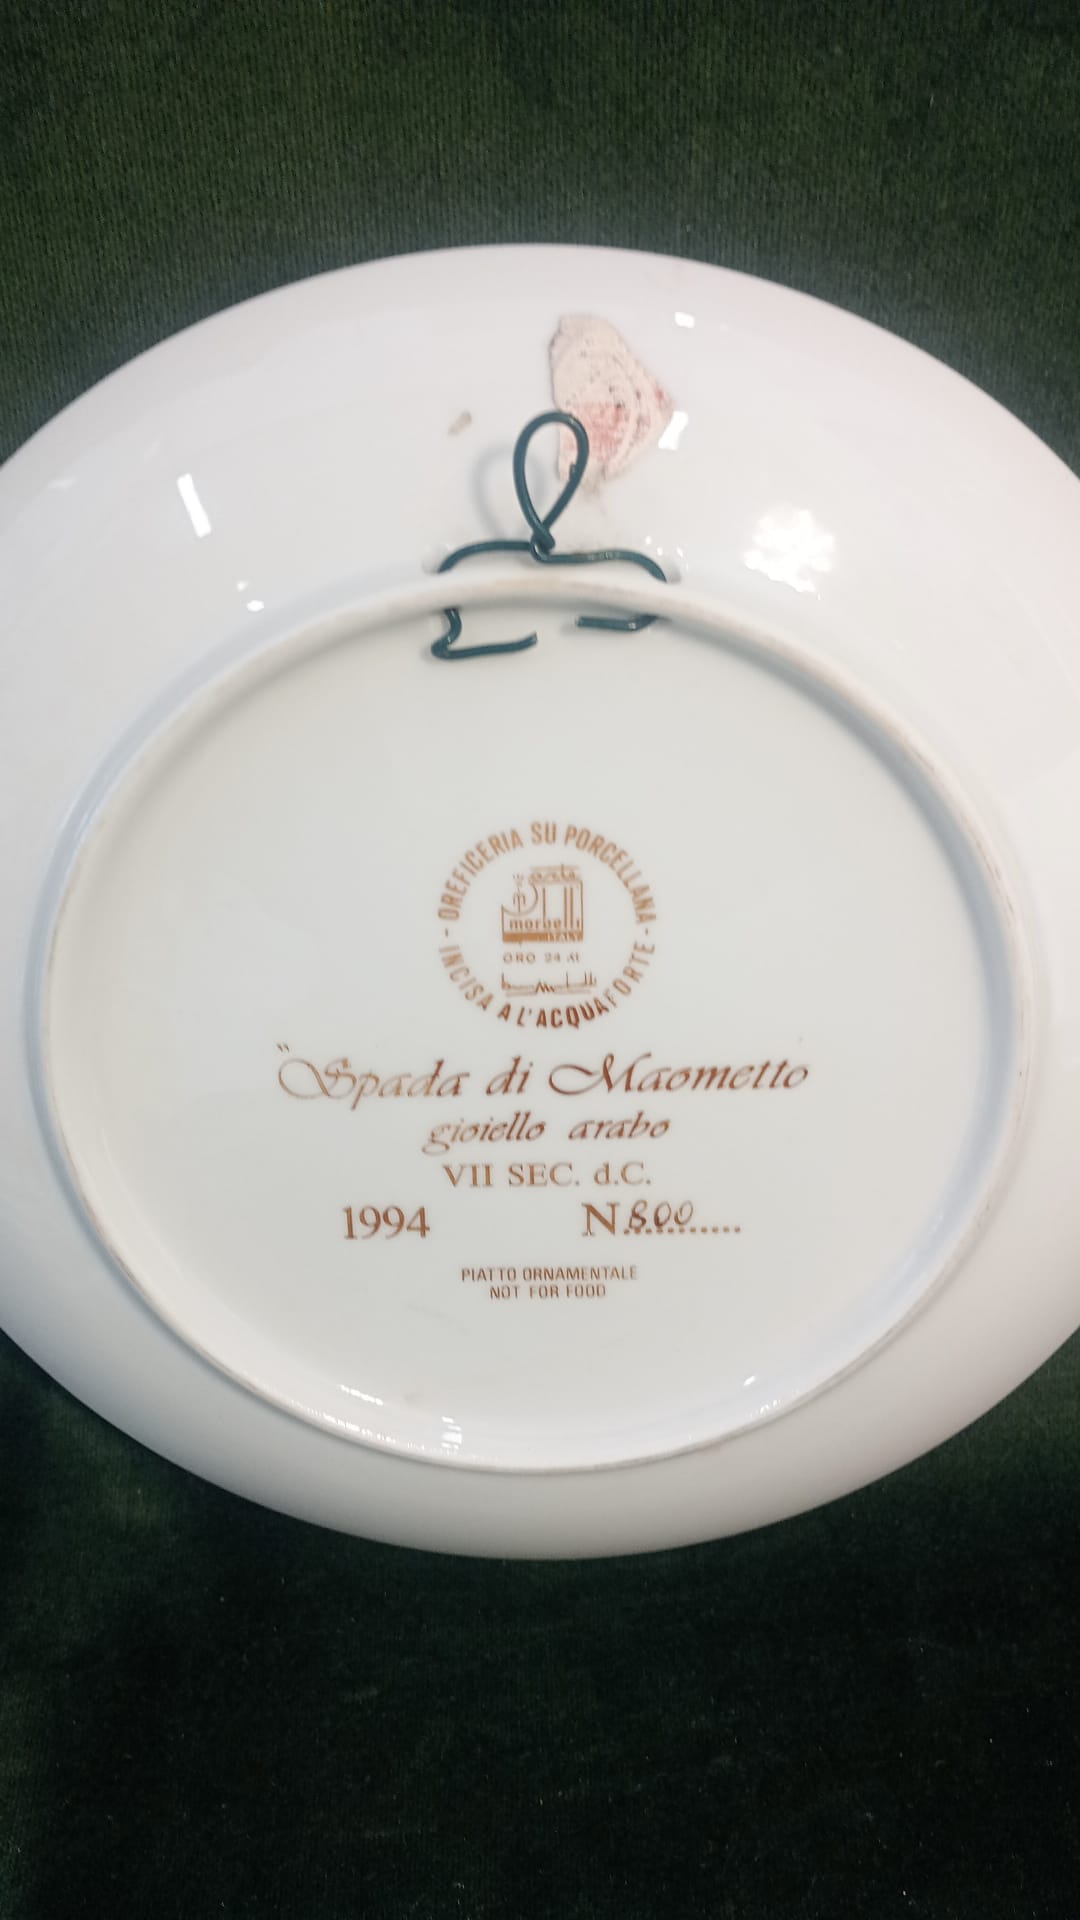 OREFICERIA SU PORCELLANA
INCISA A L'ACQUAFORTE
arte
morbelli
ITALY
ORO 24
"Spada di Maometto
gioiello arabo
VII SEC. d.C.
1994 N.800
PIATTO ORNAMENTALE
NOT FOR FOOD